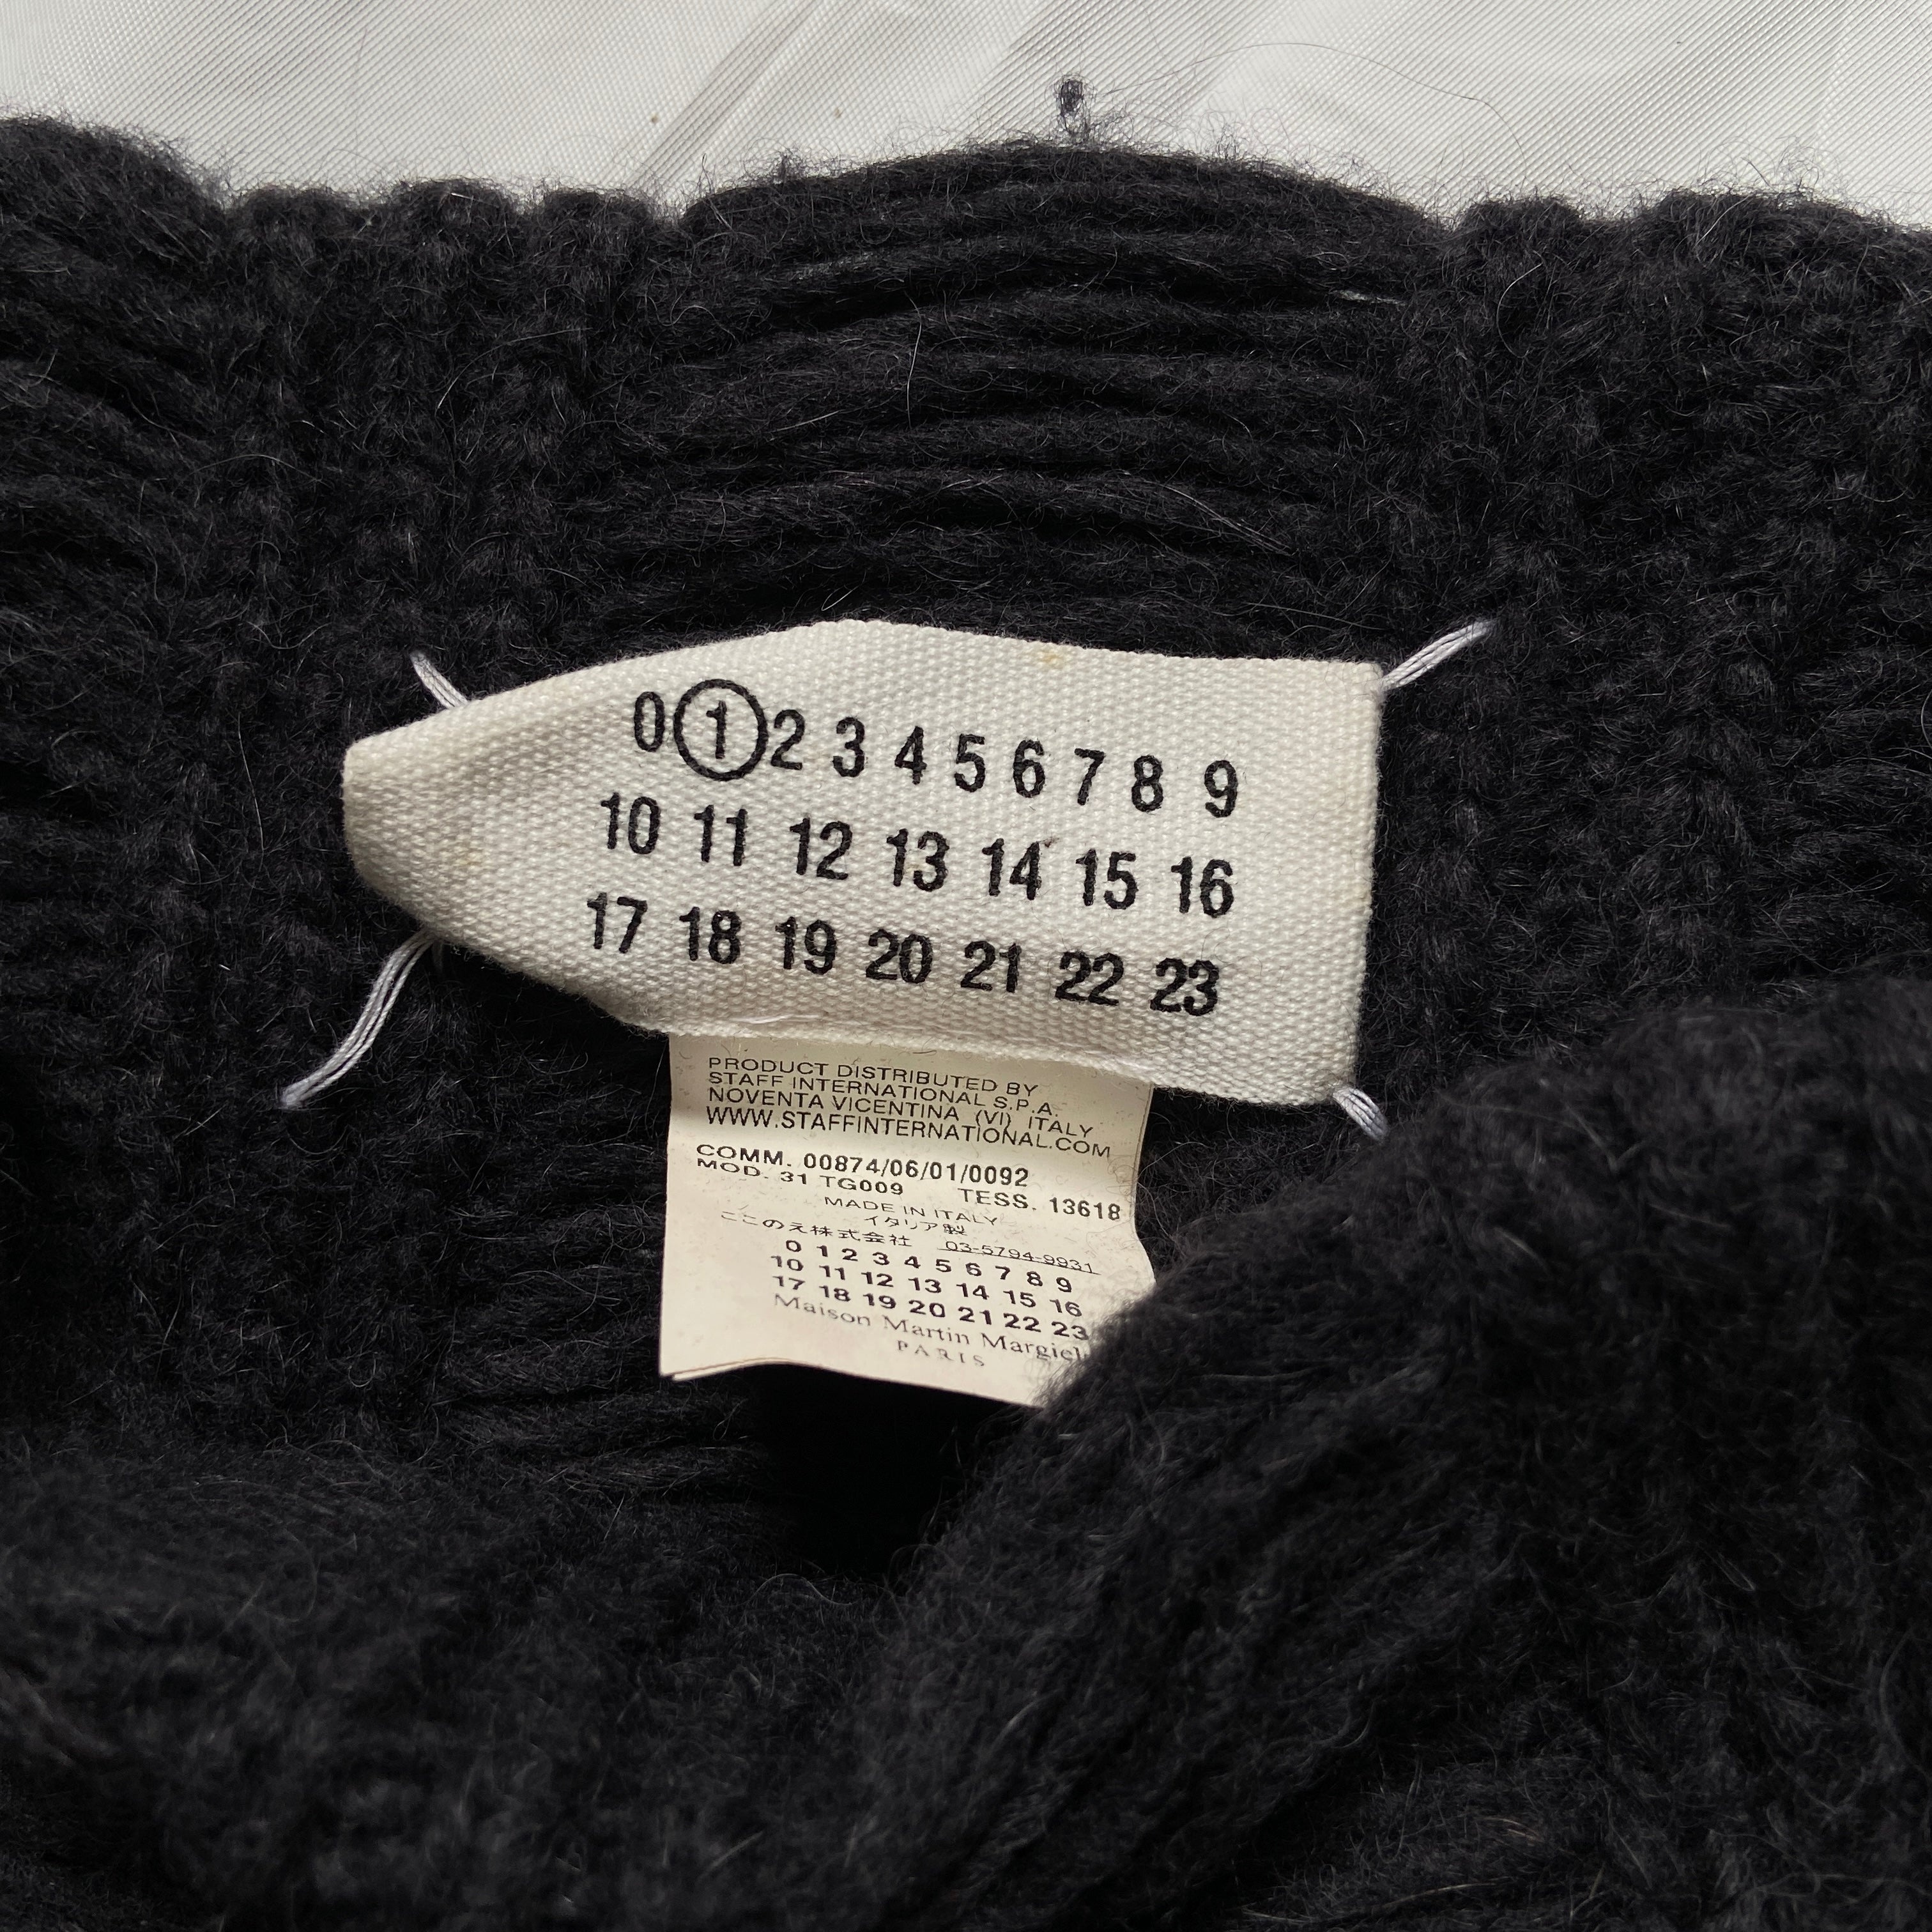 0 1 2 3 4 5 6 7 8 9
10 11 12 13 14 15 16
17 18 19 20 21 22 23
PRODUCT DISTRIBUTED BY
STAFF INTERNATIONAL S.P.A.
NOVENTA VICENTINA (VI) ITALY
WWW.STAFFINTERNATIONAL.COM
COMM. 00874/06/01/0092
MOD. 31 TG009 TESS. 13618
MADE IN ITALY
イタリア製
ここのえ株式会社 03-5794-9931
0 1 2 3 4 5 6 7 8 9
10 11 12 13 14 15 16
17 18 19 20 21 22 23
Maison Martin
PARIS